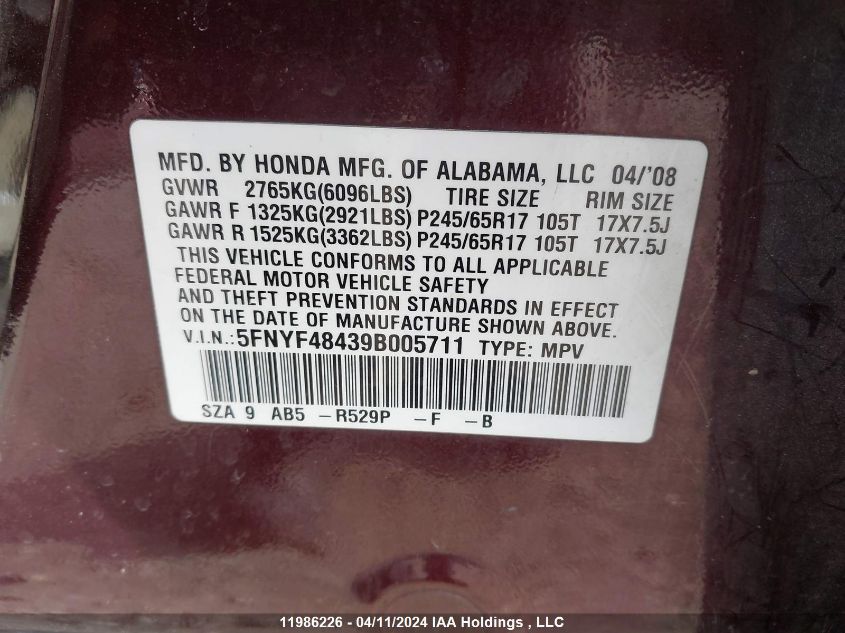 MFD. BY HONDA MFG. OF ALABAMA, LLC 04/'08
GVWR 2765KG(6096LBS) TIRE SIZE RIM SIZE
GAWR F 1325KG(2921LBS) P245/65R17 105T 17X7.5J
GAWR R 1525KG(3362LBS) P245/65R17 105T 17X7.5J
THIS VEHICLE CONFORMS TO ALL APPLICABLE
FEDERAL MOTOR VEHICLE SAFETY
AND THEFT PREVENTION STANDARDS IN EFFECT
ON THE DATE OF MANUFACTURE SHOWN ABOVE.
V.I.N.:5FNYF48439B005711 TYPE: MPV
SZA 9 AB5 -R529P -F -B
11986226 - 04/11/2024 IAA Holdings , LLC